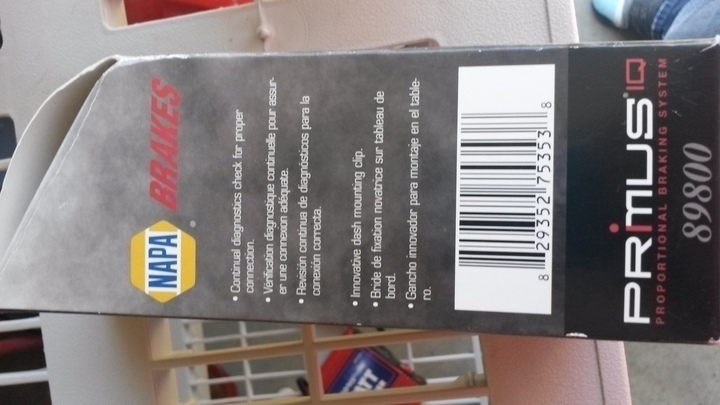 NAPA BRAKES
• Continual diagnostics check for proper
connection.
• Vérification diagnostique continuelle pour assur-
er une connexion adéquate.
• Revisión continua de diagnósticos para la
conexión correcta.
• Innovative dash mounting clip.
• Bride de fixation novatrice sur tableau de
bord.
• Gancho innovador para montaje en el table-
ro.
8 29352 75353 8
PRIMUS IQ
PROPORTIONAL BRAKING SYSTEM
89800